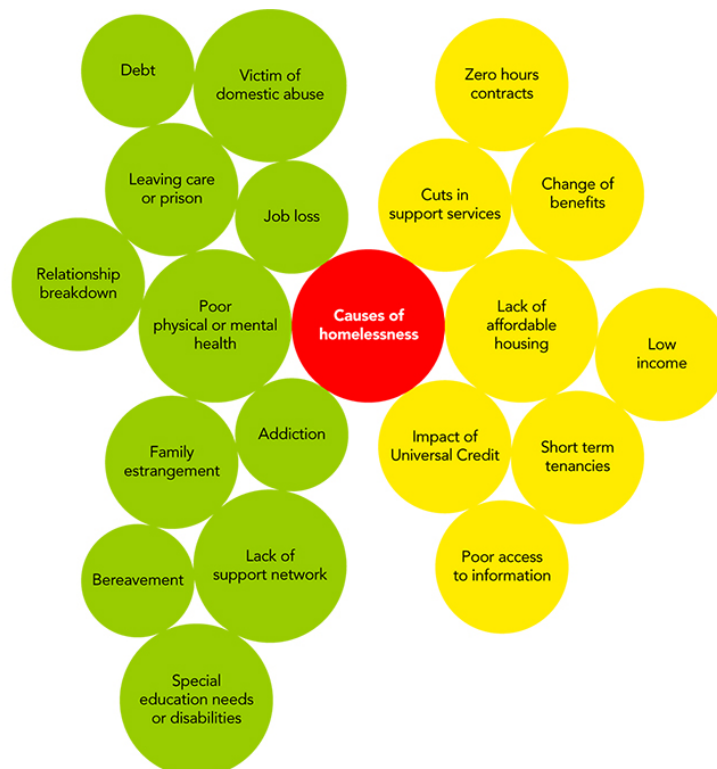 Debt
Victim of
domestic abuse
Leaving care
or prison
Job loss
Relationship
breakdown
Poor
physical or mental
health
Family
estrangement
Addiction
Bereavement
Lack of
support network
Special
education needs
or disabilities
Causes of
homelessness
Zero hours
contracts
Cuts in
support services
Change of
benefits
Lack of
affordable
housing
Low
income
Impact of
Universal Credit
Short term
tenancies
Poor access
to information